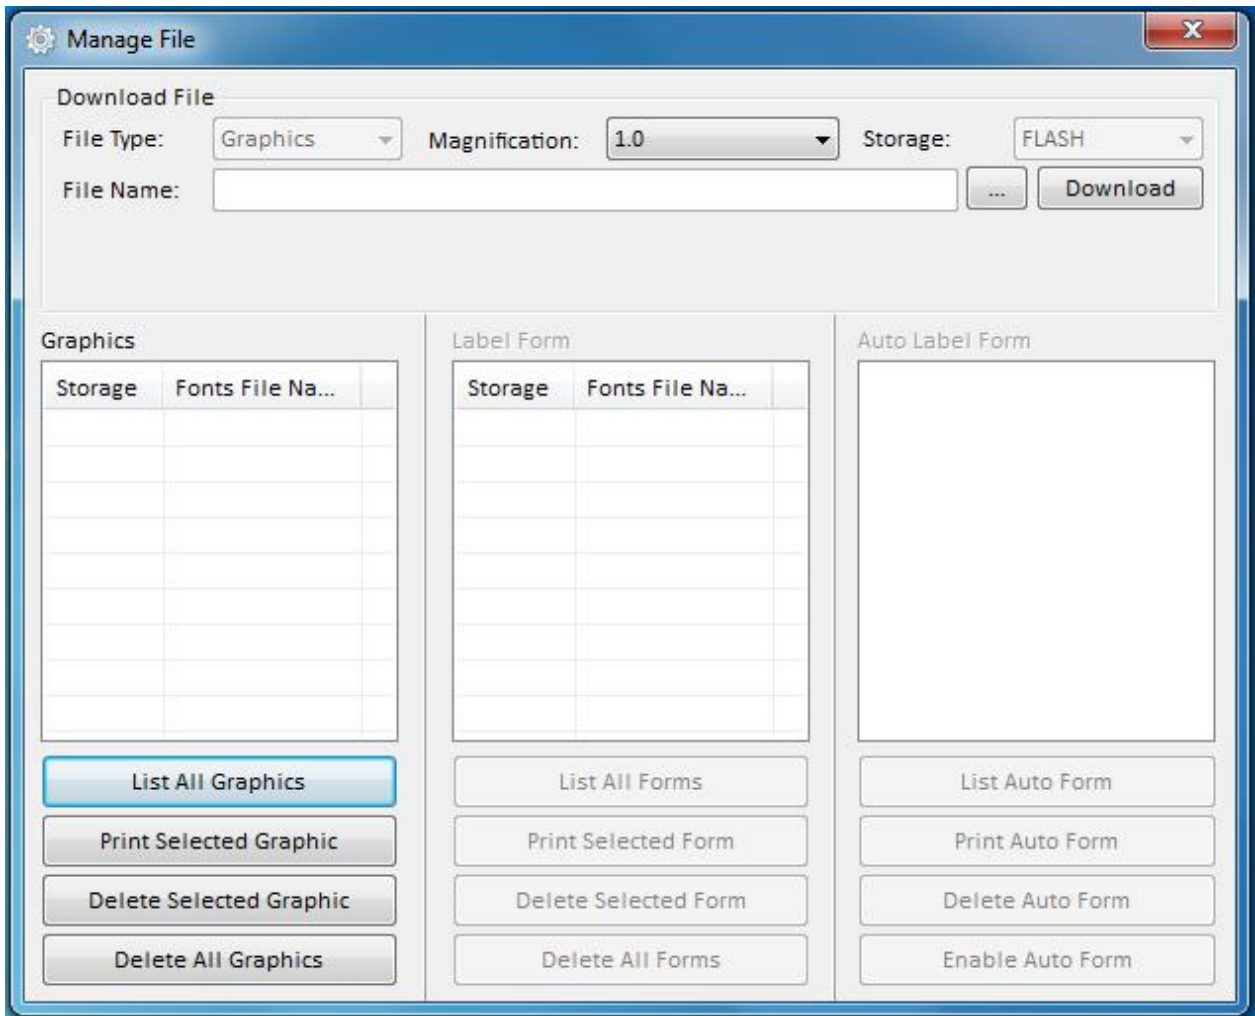 Manage File
Download File
File Type: Graphics Magnification: 1.0 Storage: FLASH
File Name: ... Download
Graphics Label Form Auto Label Form
Storage Fonts File Na... Storage Fonts File Na...
List All Graphics List All Forms List Auto Form
Print Selected Graphic Print Selected Form Print Auto Form
Delete Selected Graphic Delete Selected Form Delete Auto Form
Delete All Graphics Delete All Forms Enable Auto Form